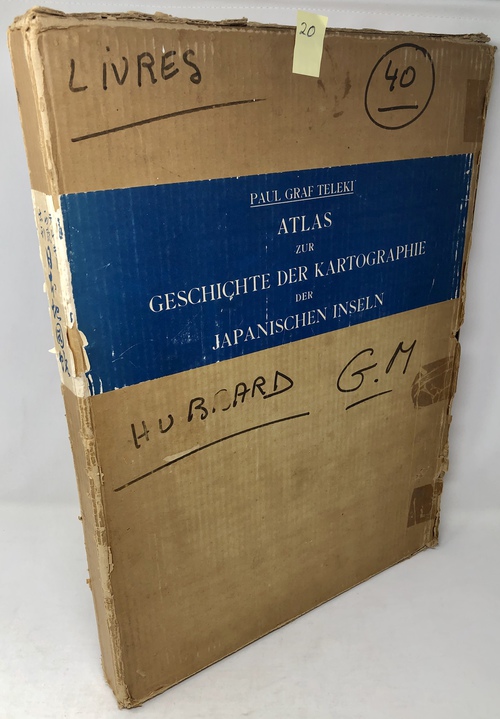 20
LiVRES
40
PAUL GRAF TELEKI
ATLAS
ZUR
GESCHICHTE DER KARTOGRAPHIE
DER
JAPANISCHEN INSELN
HUBBARD G.M